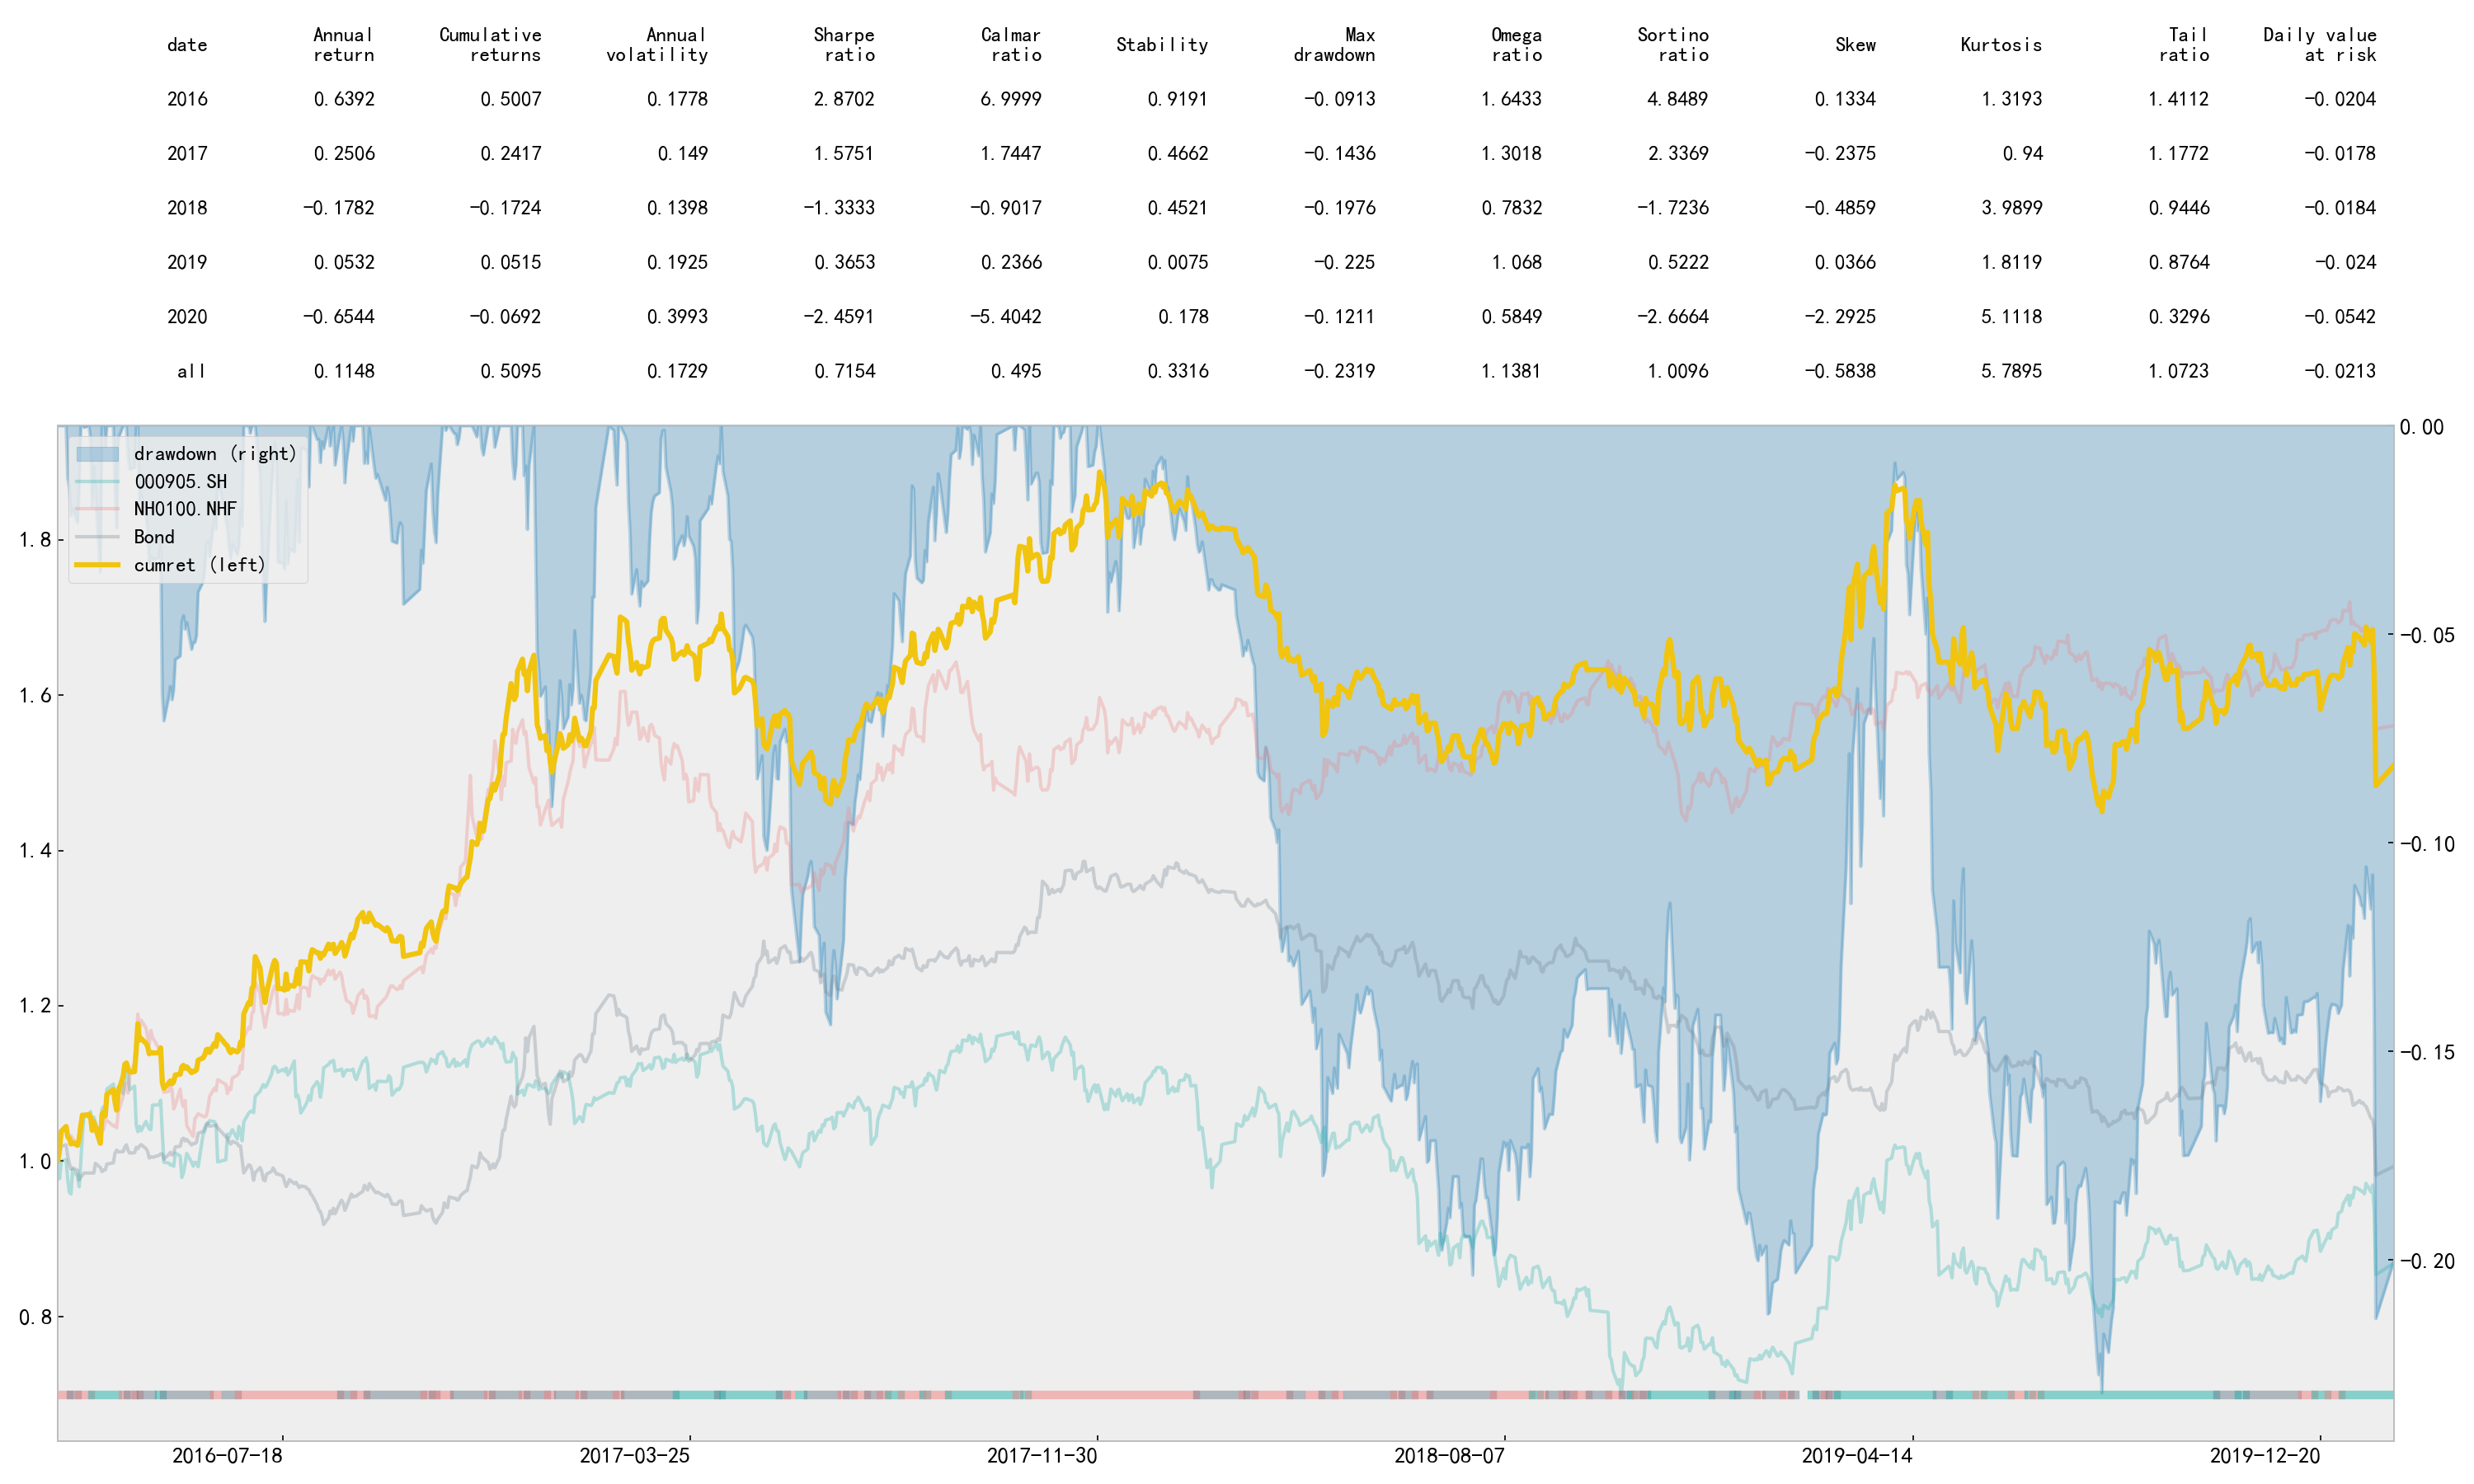 date Annual return Cumulative returns Annual volatility Sharpe ratio Calmar ratio Stability Max drawdown Omega ratio Sortino ratio Skew Kurtosis Tail ratio Daily value at risk
2016 0.6392 0.5007 0.1778 2.8702 6.9999 0.9191 -0.0913 1.6433 4.8489 0.1334 1.3193 1.4112 -0.0204
2017 0.2506 0.2417 0.149 1.5751 1.7447 0.4662 -0.1436 1.3018 2.3369 -0.2375 0.94 1.1772 -0.0178
2018 -0.1782 -0.1724 0.1398 -1.3333 -0.9017 0.4521 -0.1976 0.7832 -1.7236 -0.4859 3.9899 0.9446 -0.0184
2019 0.0532 0.0515 0.1925 0.3653 0.2366 0.0075 -0.225 1.068 0.5222 0.0366 1.8119 0.8764 -0.024
2020 -0.6544 -0.0692 0.3993 -2.4591 -5.4042 0.178 -0.1211 0.5849 -2.6664 -2.2925 5.1118 0.3296 -0.0542
all 0.1148 0.5095 0.1729 0.7154 0.495 0.3316 -0.2319 1.1381 1.0096 -0.5838 5.7895 1.0723 -0.0213
drawdown (right)
000905.SH
NH0100.NHF
Bond
cumret (left)
1.8
1.6
1.4
1.2
1.0
0.8
0.00
-0.05
-0.10
-0.15
-0.20
2016-07-18 2017-03-25 2017-11-30 2018-08-07 2019-04-14 2019-12-20